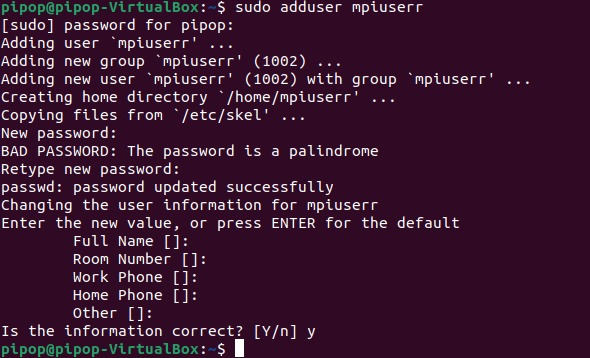 pipop@pipop-VirtualBox:~$ sudo adduser mpiuserr
[sudo] password for pipop:
Adding user `mpiuserr' ...
Adding new group `mpiuserr' (1002) ...
Adding new user `mpiuserr' (1002) with group `mpiuserr' ...
Creating home directory `/home/mpiuserr' ...
Copying files from `/etc/skel' ...
New password:
BAD PASSWORD: The password is a palindrome
Retype new password:
passwd: password updated successfully
Changing the user information for mpiuserr
Enter the new value, or press ENTER for the default
Full Name []:
Room Number []:
Work Phone []:
Home Phone []:
Other []:
Is the information correct? [Y/n] y
pipop@pipop-VirtualBox:~$